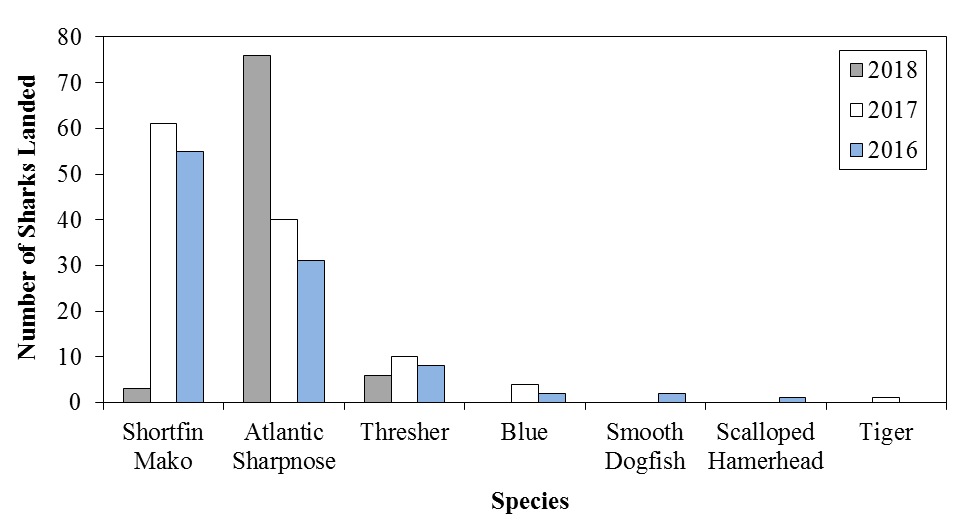 80
70
60
50
40
30
20
10
0
Number of Sharks Landed
2018
2017
2016
Shortfin
Mako
Atlantic
Sharpnose
Thresher
Blue
Smooth
Dogfish
Scalloped
Hamerhead
Tiger
Species